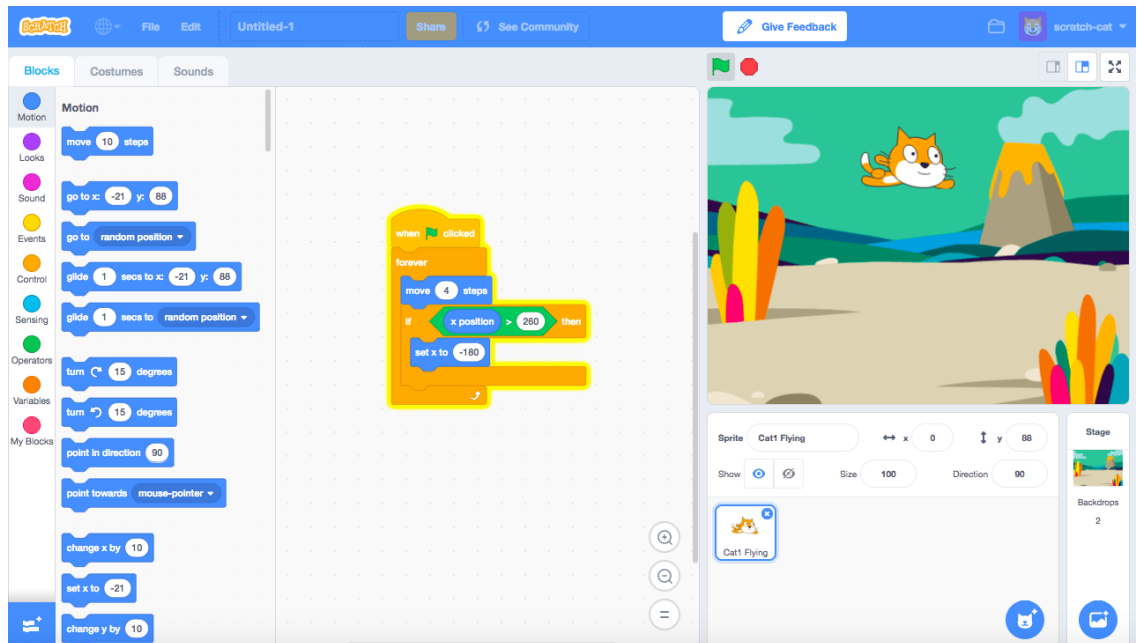 SCRATCH File Edit Untitled-1 Share See Community Give Feedback scratch-cat
Blocks Costumes Sounds
Motion
Looks
Sound
Events
Control
Sensing
Operators
Variables
My Blocks
Motion
move 10 steps
go to x: -21 y: 88
go to random position
glide 1 secs to x: -21 y: 88
glide 1 secs to random position
turn 15 degrees
turn 15 degrees
point in direction 90
point towards mouse-pointer
change x by 10
set x to -21
change y by 10
when clicked
forever
move 4 steps
if x position > 260 then
set x to -180
Sprite Cat1 Flying x 0 y 88
Show Size 100 Direction 90
Cat1 Flying
Stage
Backdrops
2